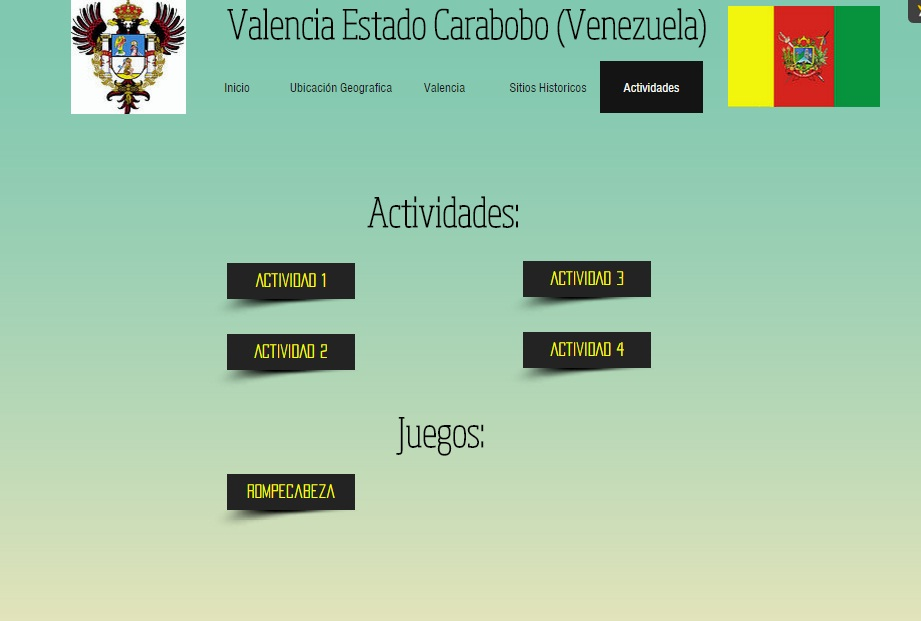 Valencia Estado Carabobo (Venezuela)
Inicio Ubicación Geografica Valencia Sitios Historicos Actividades
Actividades:
ACTIVIDAD 1 ACTIVIDAD 3
ACTIVIDAD 2 ACTIVIDAD 4
Juegos:
ROMPECABEZA